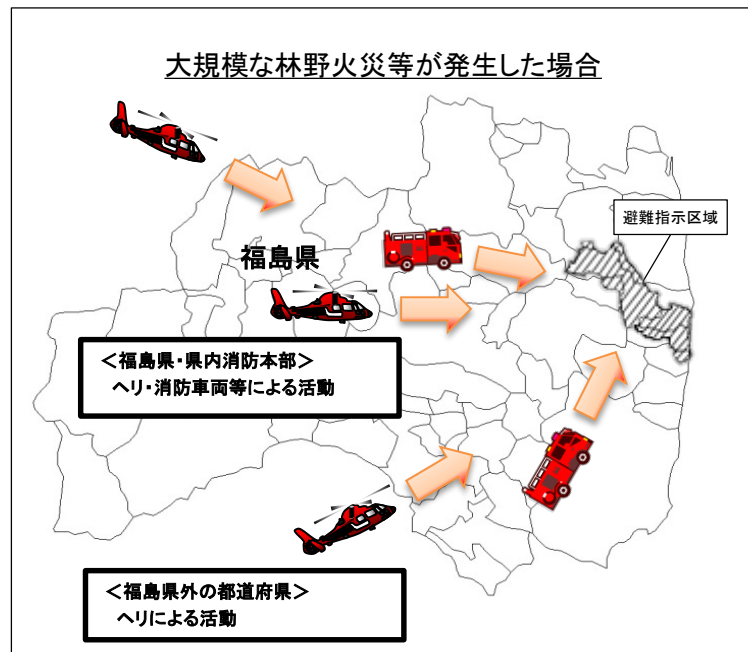 大規模な林野火災等が発生した場合
避難指示区域
福島県
＜福島県・県内消防本部＞
ヘリ・消防車両等による活動
＜福島県外の都道府県＞
ヘリによる活動